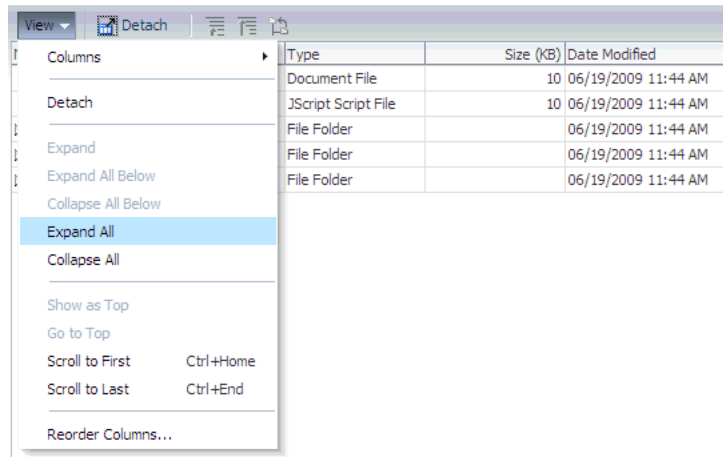 View Detach
Columns Type Size (KB) Date Modified
Document File 10 06/19/2009 11:44 AM
Detach JScript Script File 10 06/19/2009 11:44 AM
File Folder 06/19/2009 11:44 AM
Expand File Folder 06/19/2009 11:44 AM
Expand All Below File Folder 06/19/2009 11:44 AM
Collapse All Below
Expand All
Collapse All
Show as Top
Go to Top
Scroll to First Ctrl+Home
Scroll to Last Ctrl+End
Reorder Columns...